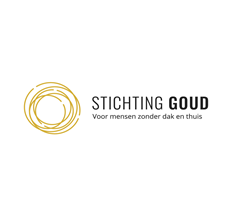 STICHTING GOUD
Voor mensen zonder dak en thuis